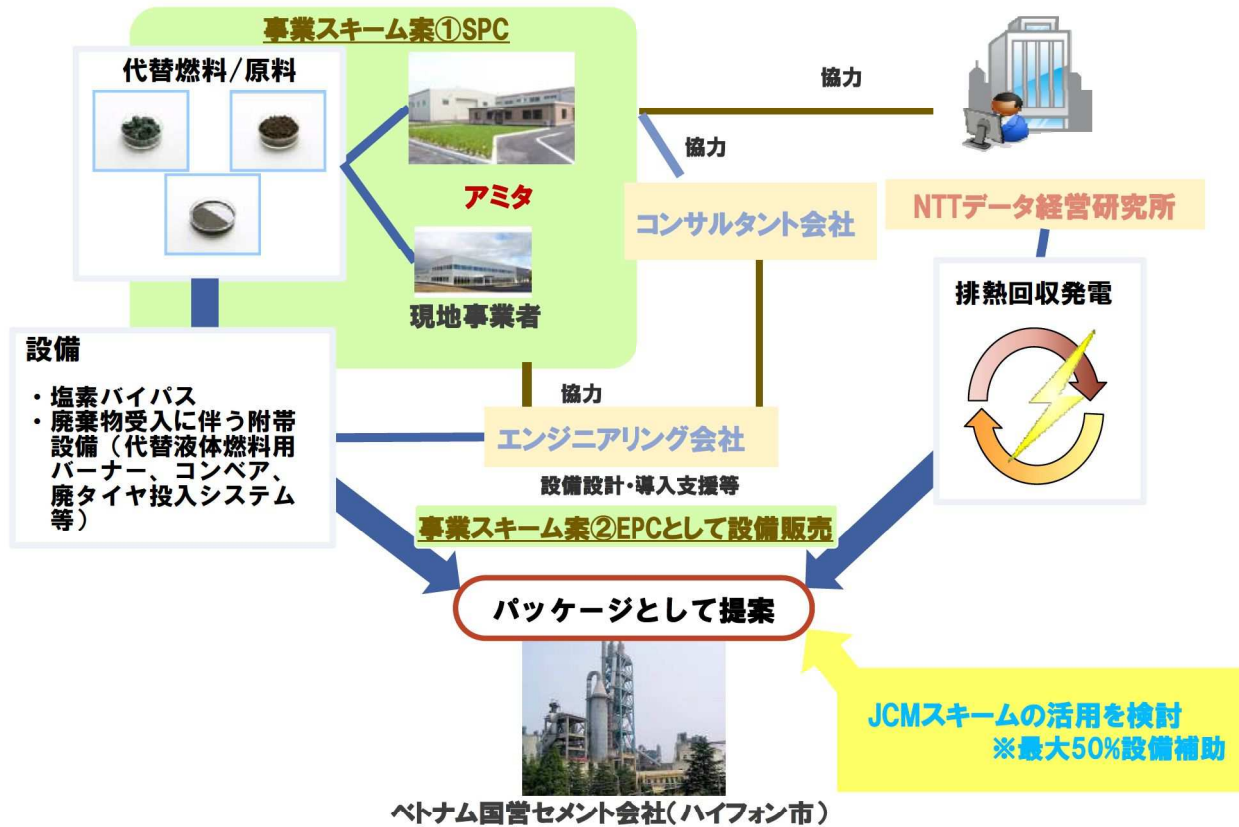 事業スキーム案①SPC
代替燃料/原料
アミタ
現地事業者
協力
協力
コンサルタント会社
NTTデータ経営研究所
排熱回収発電
設備
・塩素バイパス
・廃棄物受入に伴う附帯
設備（代替液体燃料用
バーナー、コンベア、
廃タイヤ投入システム
等）
協力
エンジニアリング会社
設備設計・導入支援等
事業スキーム案②EPCとして設備販売
パッケージとして提案
JCMスキームの活用を検討
※最大50%設備補助
ベトナム国営セメント会社（ハイフォン市）